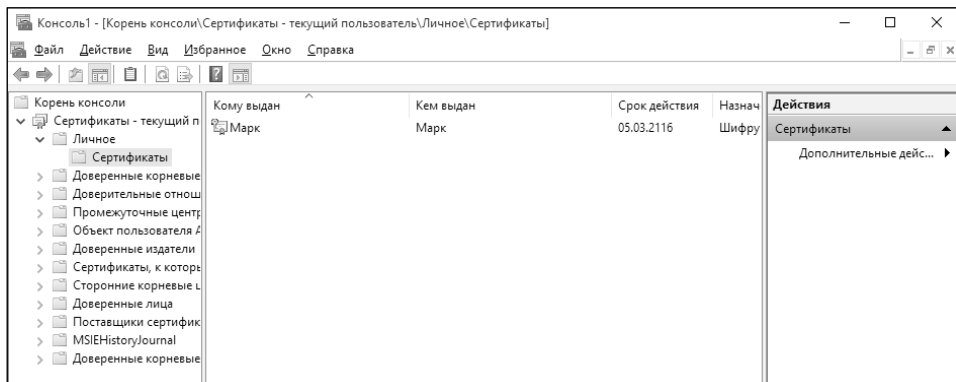 Консоль1 - [Корень консоли\Сертификаты - текущий пользователь\Личное\Сертификаты]
Файл Действие Вид Избранное Окно Справка
Корень консоли
Сертификаты - текущий п
Личное
Сертификаты
Доверенные корневые
Доверительные отнош
Промежуточные центр
Объект пользователя A
Доверенные издатели
Сертификаты, к которь
Сторонние корневые ц
Доверенные лица
Поставщики сертифик
MSIEHistoryJournal
Доверенные корневые
Кому выдан Кем выдан Срок действия Назнач
Марк Марк 05.03.2116 Шифру
Действия
Сертификаты
Дополнительные дейс...